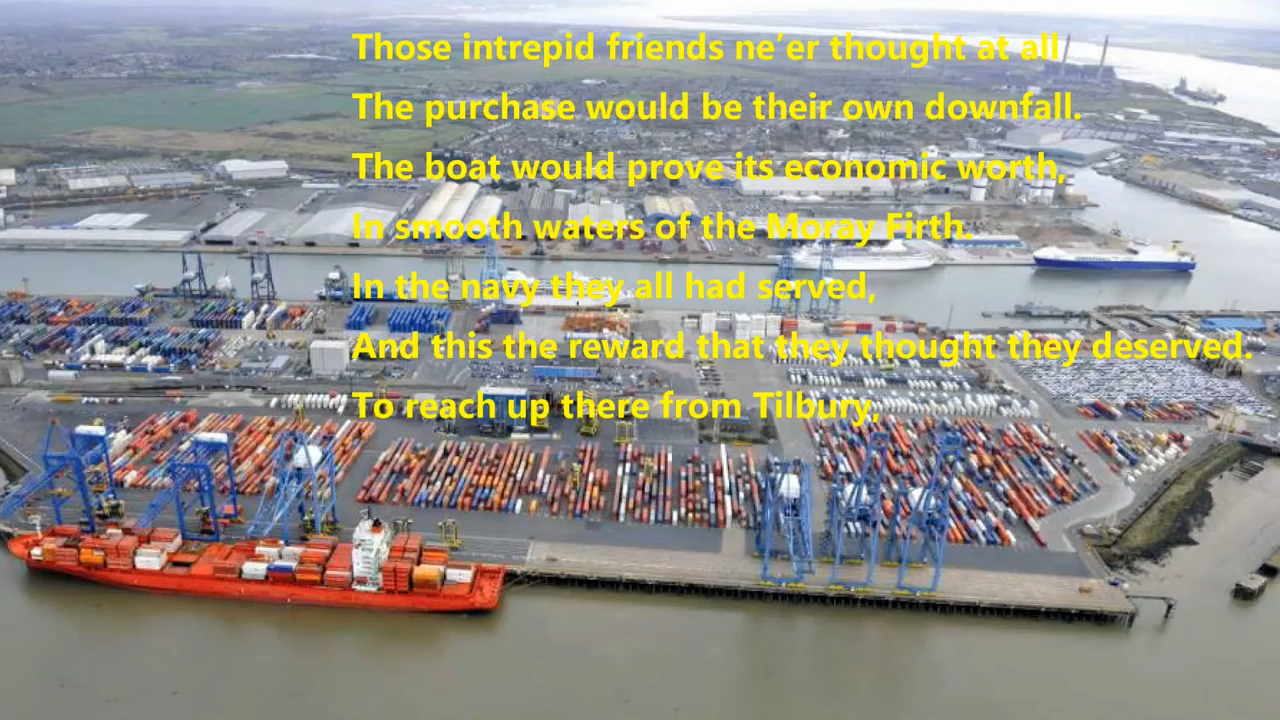 Those intrepid friends ne’er thought at all
The purchase would be their own downfall.
The boat would prove its economic worth,
In smooth waters of the Moray Firth.
In the navy they all had served,
And this the reward that they thought they deserved.
To reach up there from Tilbury,